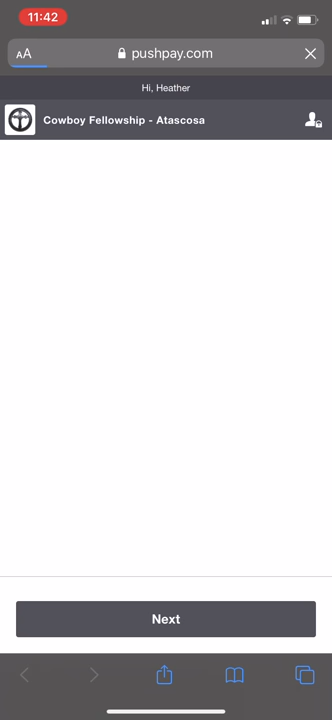 11:42
AA
pushpay.com
Hi, Heather
Cowboy Fellowship - Atascosa
Next